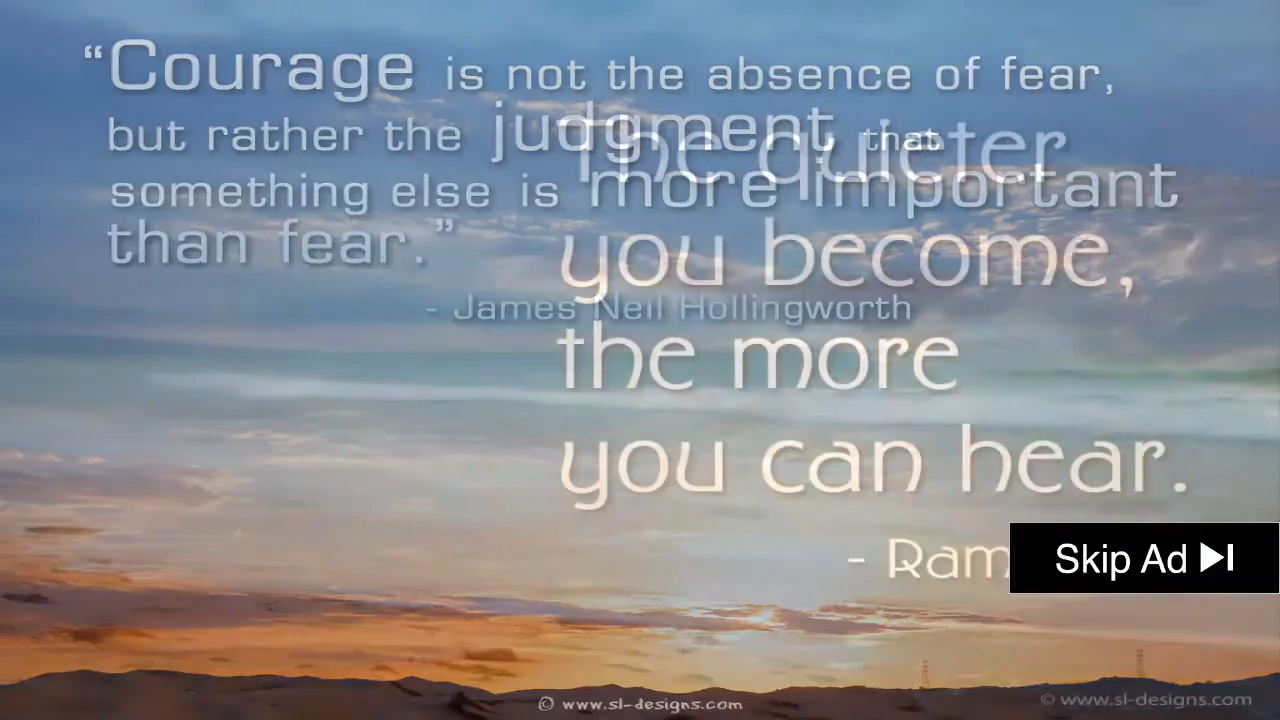 “Courage is not the absence of fear,
but rather the judgment that
something else is more important
than fear.”
- James Neil Hollingworth
The quieter
you become,
the more
you can hear.
-
Skip Ad
© www.sl-designs.com
© www.sl-designs.com